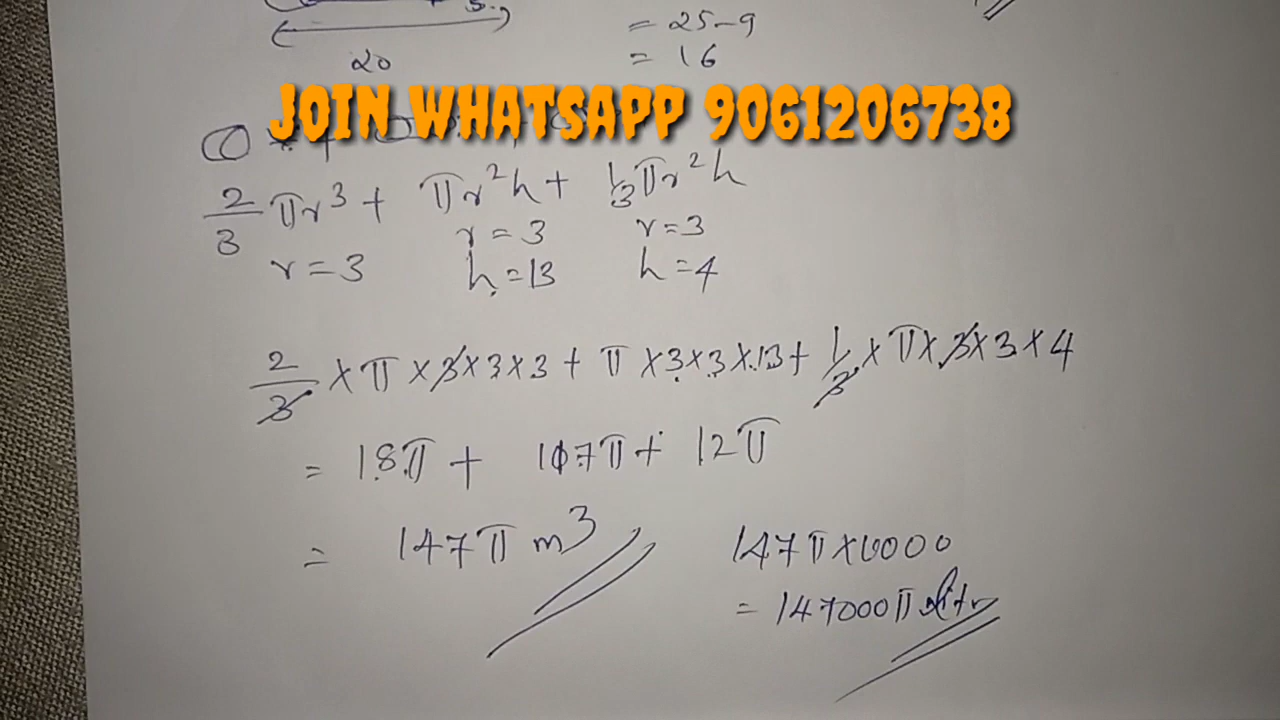 20
= 25-9
= 16
JOIN WHATSAPP 9061206738
2/3 πr³ + πr²h + 1/3 πr²h
r = 3 r = 3
r = 3 h = 13 h = 4
2/3 × π × 3 × 3 × 3 + π × 3 × 3 × 13 + 1/3 × π × 3 × 3 × 4
= 18π + 117π + 12π
= 147π m³ 147π × 1000
= 147000π litr